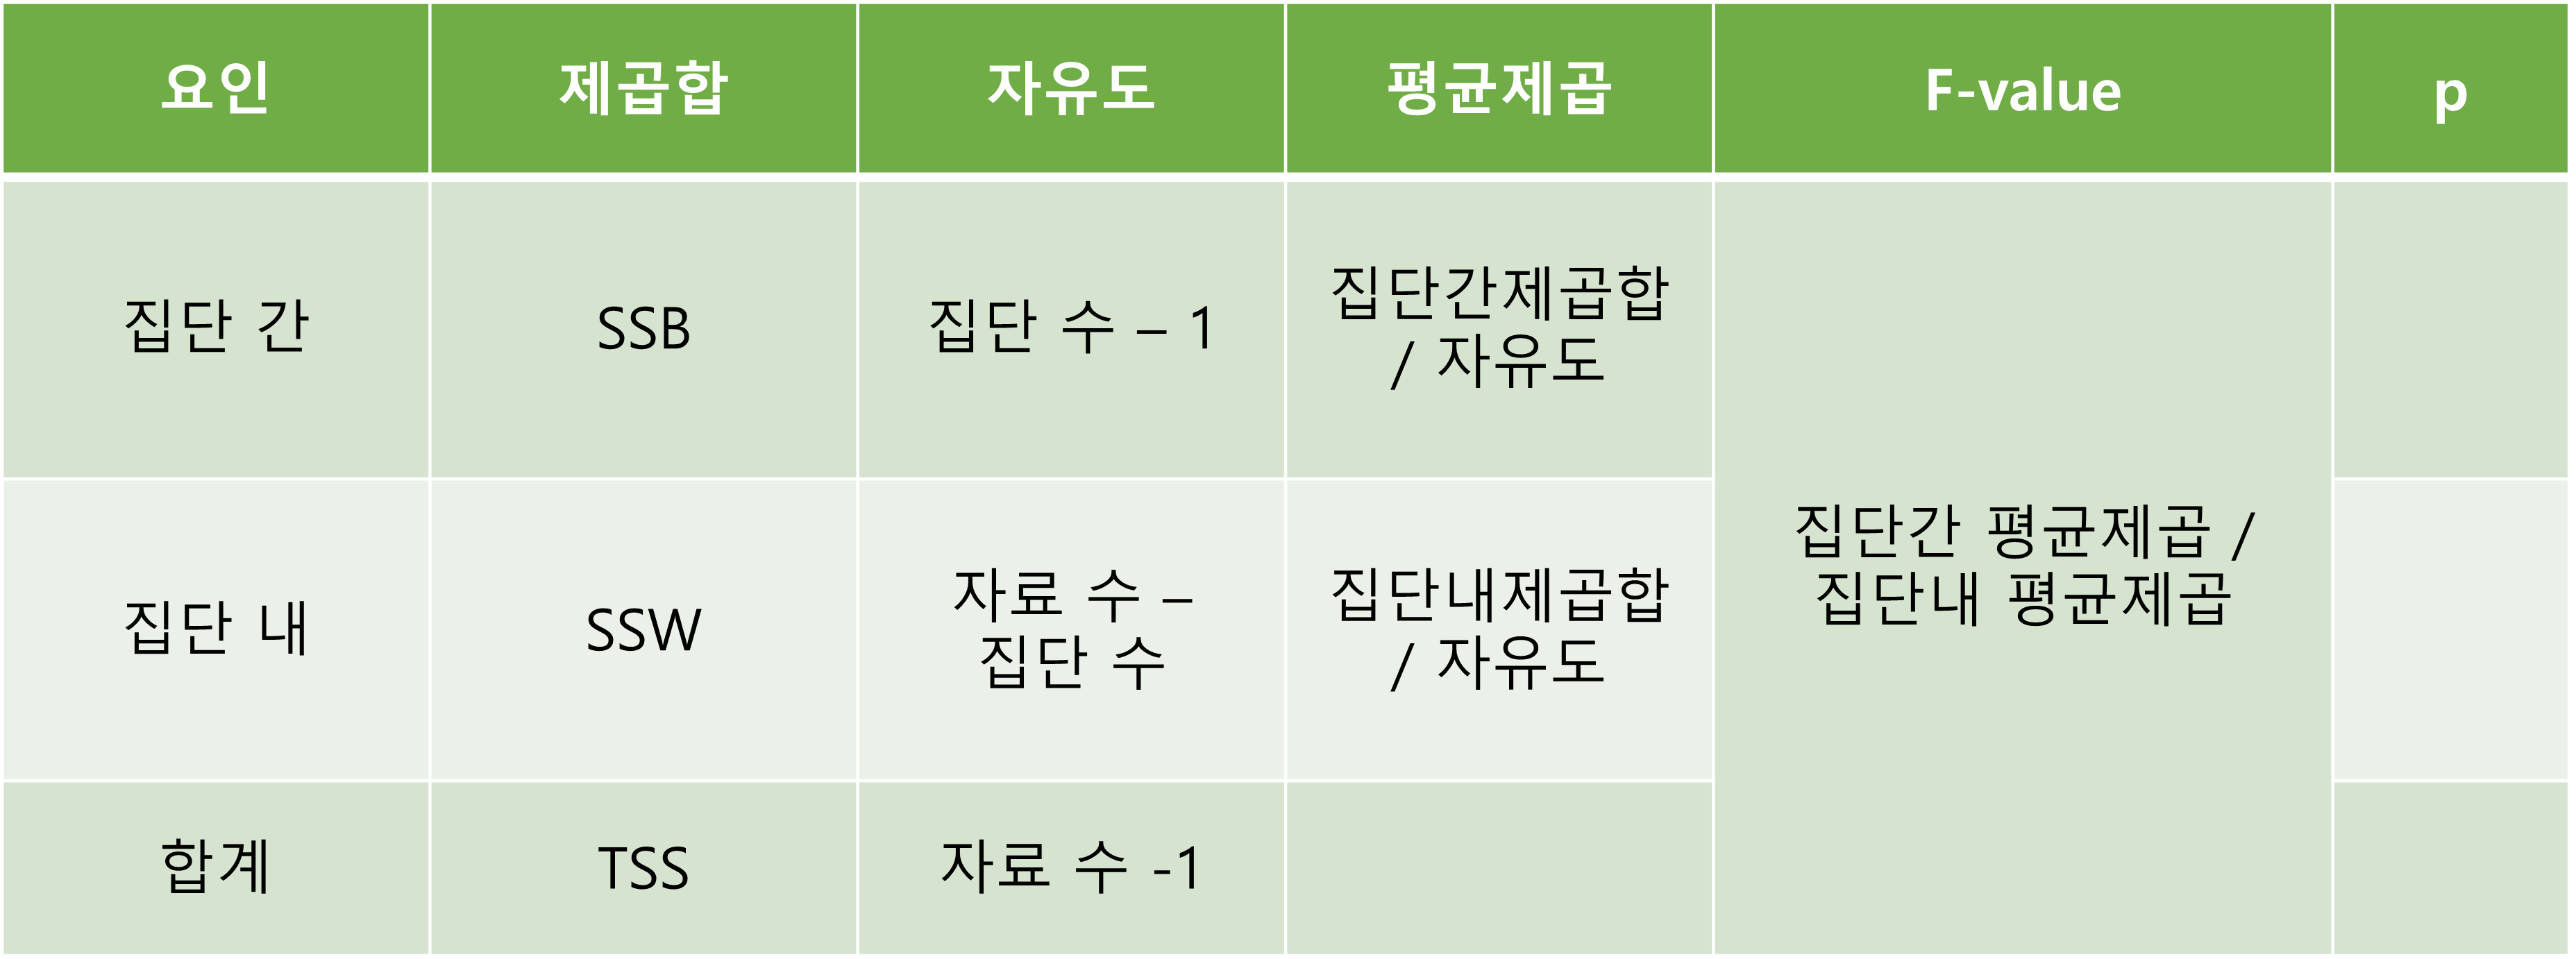 요인 제곱합 자유도 평균제곱 F-value p
집단 간 SSB 집단 수 – 1 집단간제곱합
/ 자유도
집단 내 SSW 자료 수 –
집단 수
집단내제곱합
/ 자유도
집단간 평균제곱 /
집단내 평균제곱
합계 TSS 자료 수 -1